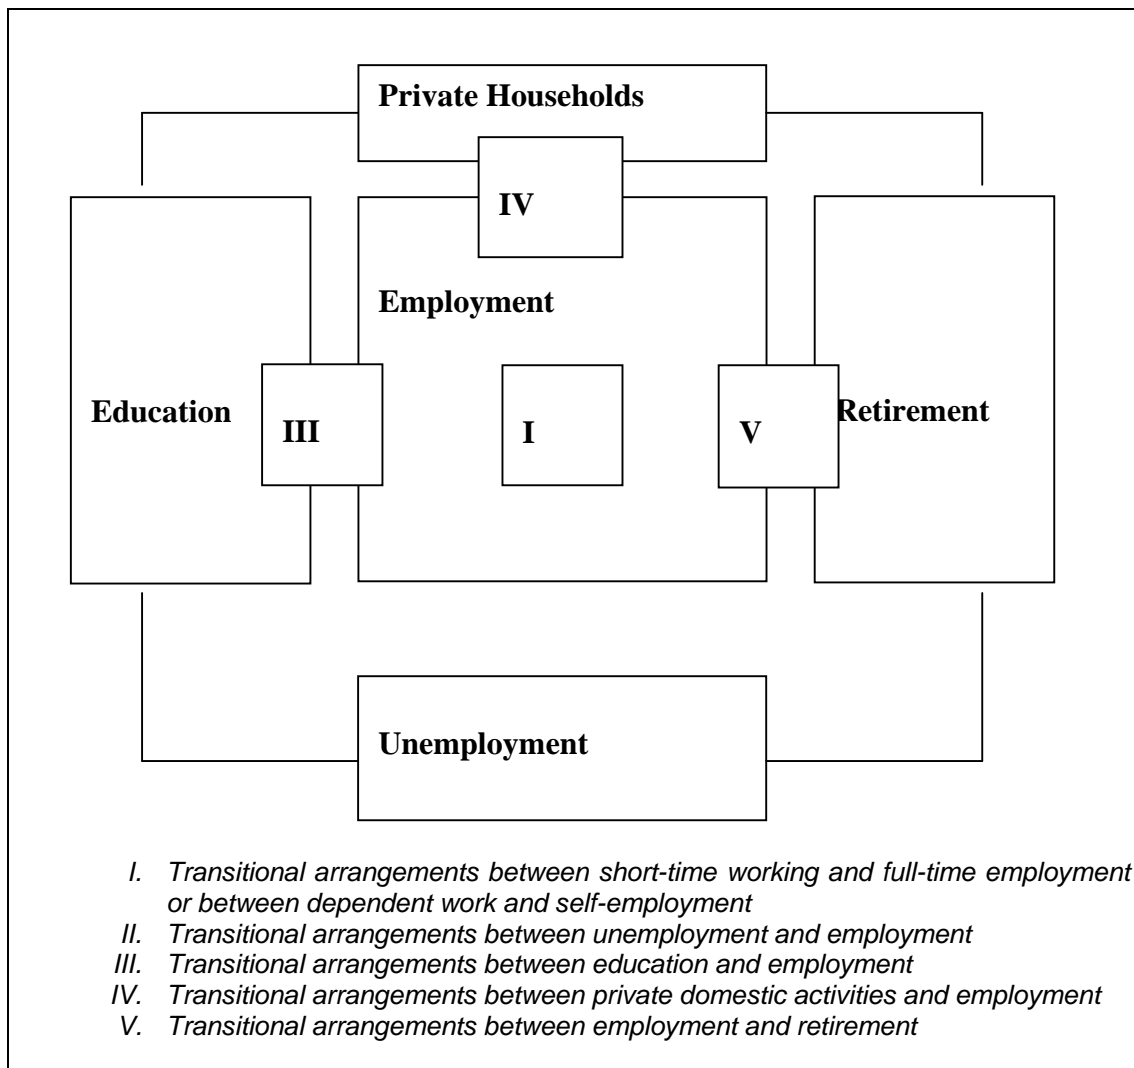 Private Households
IV
Employment
Education
III
I
V
Retirement
Unemployment
I. Transitional arrangements between short-time working and full-time employment
or between dependent work and self-employment
II. Transitional arrangements between unemployment and employment
III. Transitional arrangements between education and employment
IV. Transitional arrangements between private domestic activities and employment
V. Transitional arrangements between employment and retirement